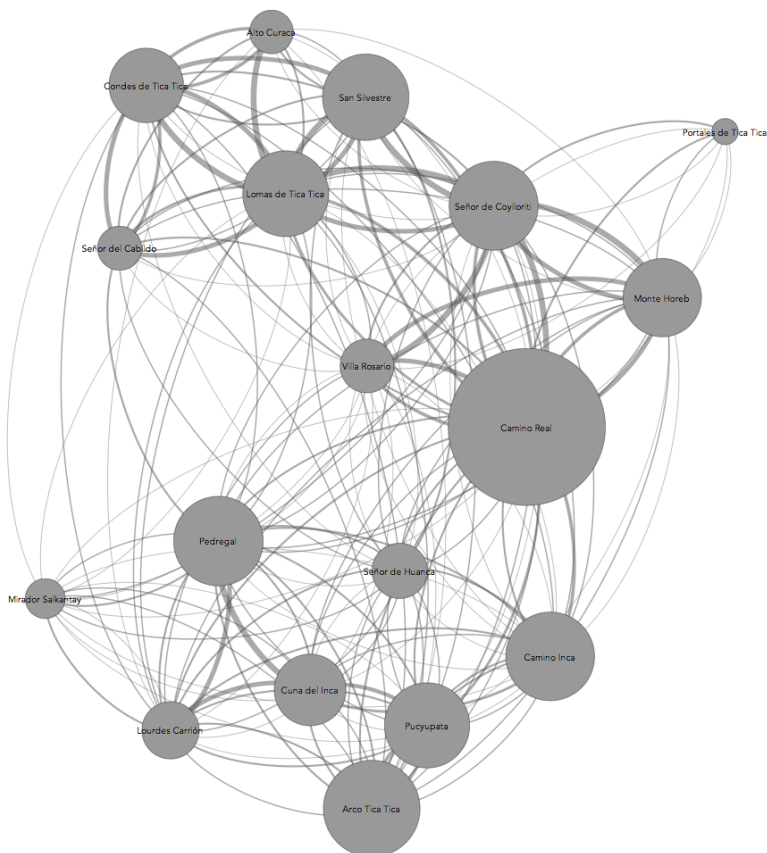 Alto Curaca
Condes de Tica Tica
San Silvestre
Portales de Tica Tica
Lomas de Tica Tica
Señor de Coylloriti
Señor del Cabildo
Monte Horeb
Villa Rosario
Camino Real
Pedregal
Señor de Huanca
Mirador Salkantay
Camino Inca
Cuna del Inca
Pucyupata
Lourdes Carrión
Arco Tica Tica